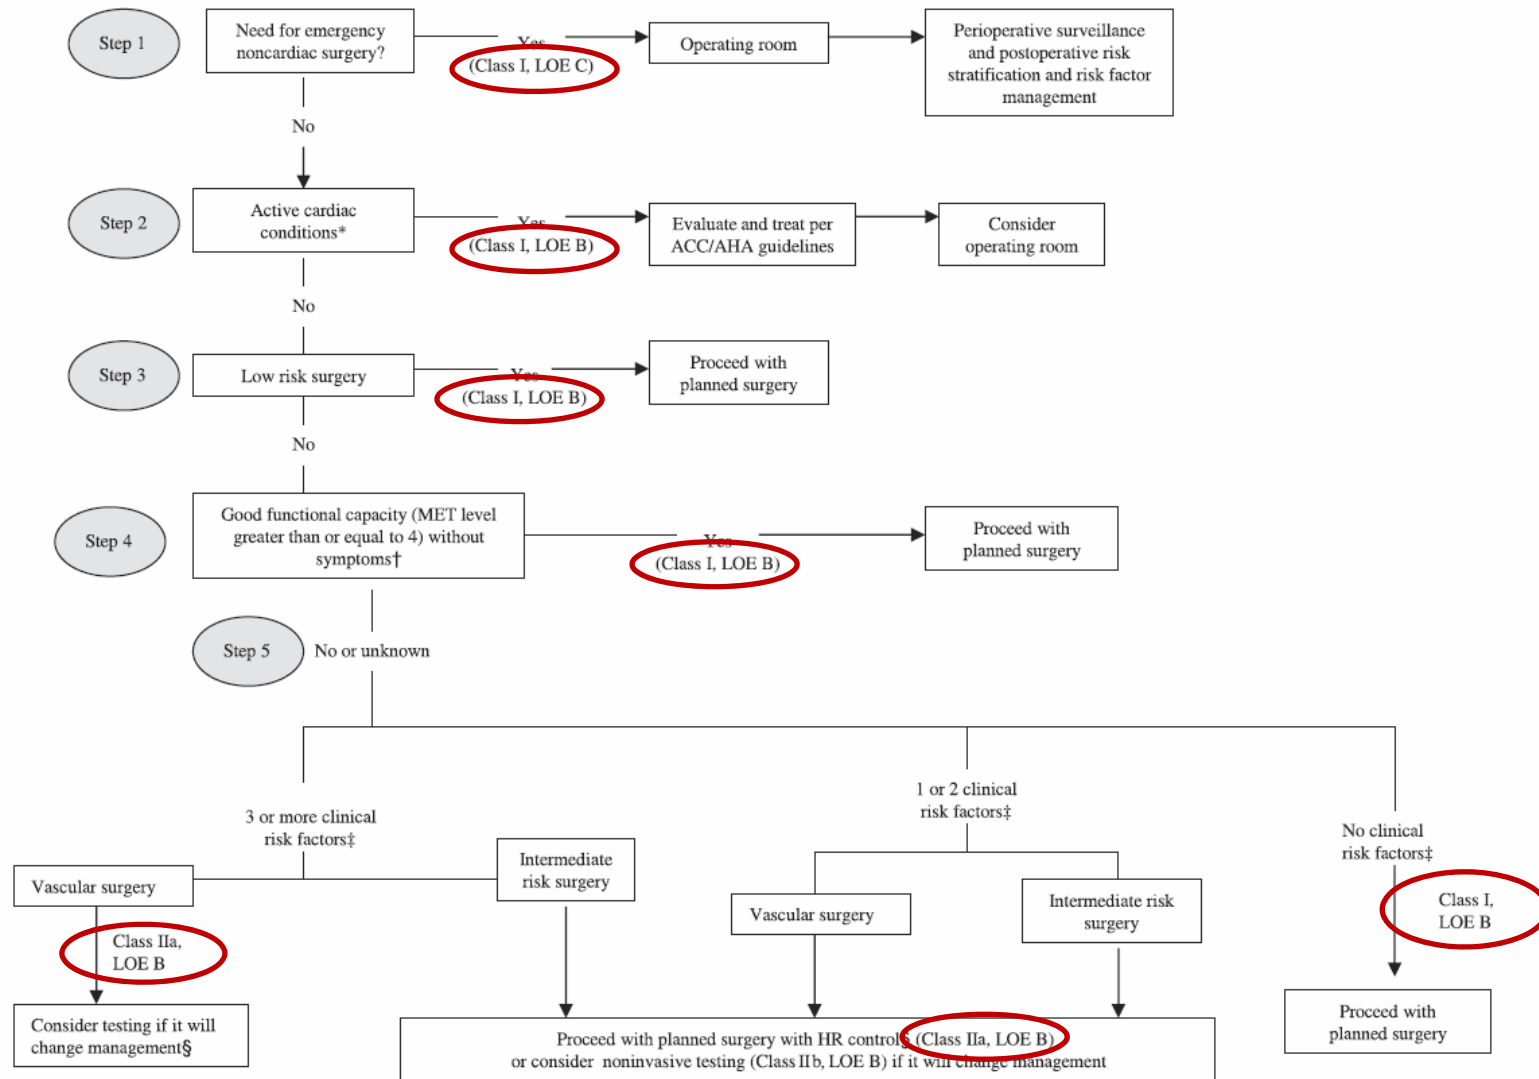 Step 1
Need for emergency
noncardiac surgery?
Yes
(Class I, LOE C)
Operating room
Perioperative surveillance
and postoperative risk
stratification and risk factor
management
No
Step 2
Active cardiac
conditions*
Yes
(Class I, LOE B)
Evaluate and treat per
ACC/AHA guidelines
Consider
operating room
No
Step 3
Low risk surgery
Yes
(Class I, LOE B)
Proceed with
planned surgery
No
Step 4
Good functional capacity (MET level
greater than or equal to 4) without
symptoms†
Yes
(Class I, LOE B)
Proceed with
planned surgery
Step 5
No or unknown
3 or more clinical
risk factors‡
1 or 2 clinical
risk factors‡
No clinical
risk factors‡
Vascular surgery
Intermediate
risk surgery
Vascular surgery
Intermediate risk
surgery
Class I,
LOE B
Class IIa,
LOE B
Consider testing if it will
change management§
Proceed with planned surgery with HR control§ (Class IIa, LOE B)
or consider noninvasive testing (Class IIb, LOE B) if it will change management
Proceed with
planned surgery